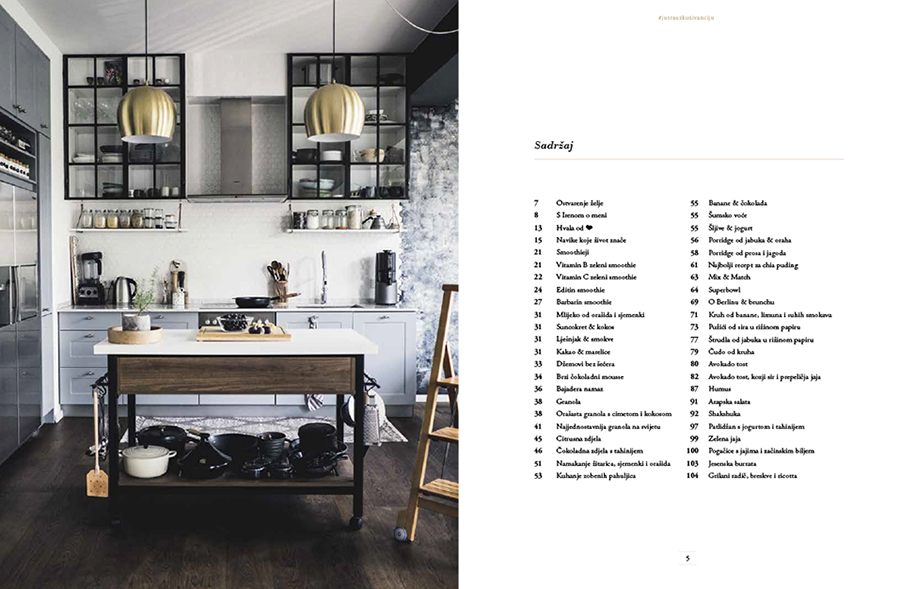 Sadržaj
7 Ostvarenje želje
8 S Irenom o meni
13 Hvala od ❤
15 Navike koje život znače
21 Smoothieji
21 Vitamin B zeleni smoothie
22 Vitamin C zeleni smoothie
24 Editin smoothie
27 Barbarin smoothie
31 Mlijeko od orašida i sjemenki
31 Suncokret & kokos
31 Lješnjak & smokve
31 Kakao & marelice
33 Džemovi bez šećera
34 Brzi čokoladni mousse
36 Bajadera namaz
38 Granola
38 Orašasta granola s cimetom i kokosom
41 Najjednostavnija granola na svijetu
45 Citrusna zdjela
46 Čokoladna zdjela s tahinijem
51 Namakanje žitarica, sjemenki i orašida
53 Kuhanje zobenih pahuljica
55 Banane & čokolada
55 Šumsko voće
55 Šljive & jogurt
56 Porridge od jabuka & oraha
58 Porridge od prosa i jagoda
61 Najbolji recept za chia puding
63 Mix & Match
64 Superbowl
69 O Berlinu & brunchu
71 Kruh od banane, limuna i suhih smokava
73 Pužići od sira u rižinom papiru
77 Štrudla od jabuka u rižinom papiru
79 Čudo od kruha
80 Avokado tost
82 Avokado tost, kozji sir i prepeličja jaja
87 Humus
91 Arapska salata
92 Shakshuka
97 Patlidžan s jogurtom i tahinijem
99 Zelena jaja
100 Pogačice s jajima i začinskim biljem
103 Jesenska burrata
104 Grilani radič, breskve i ricotta
5